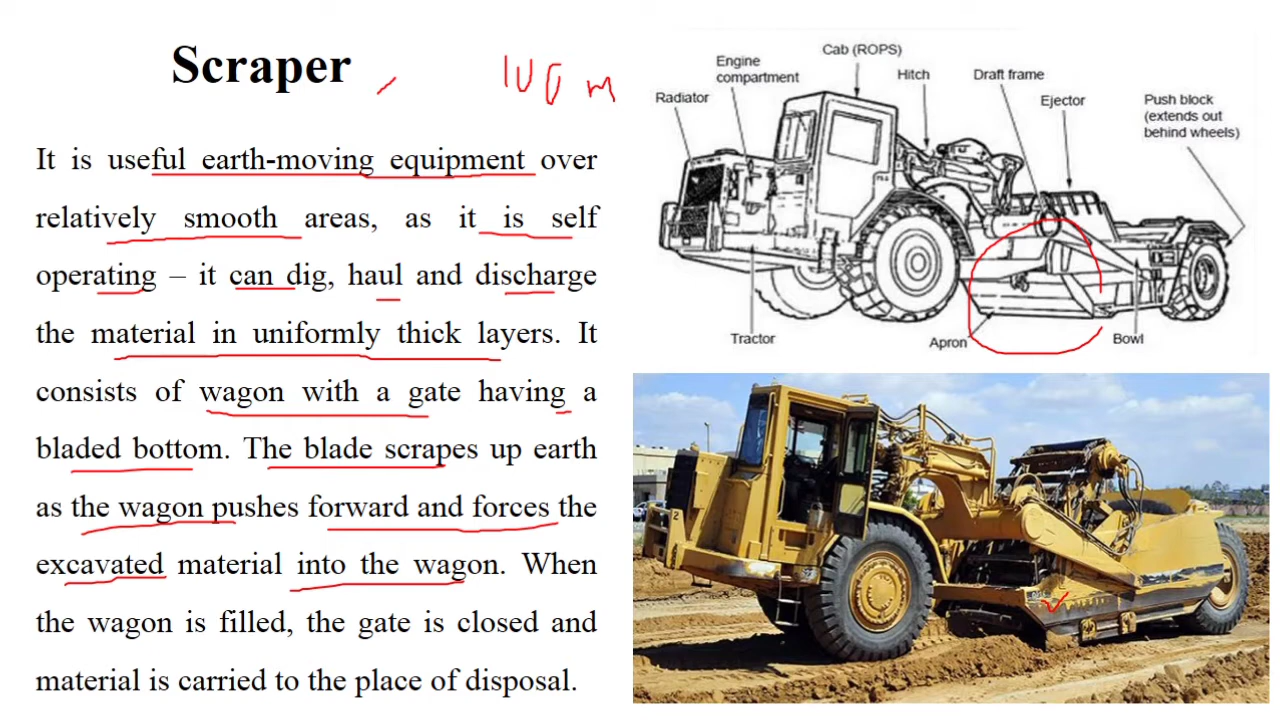 Scraper
100 m
It is useful earth-moving equipment over
relatively smooth areas, as it is self
operating – it can dig, haul and discharge
the material in uniformly thick layers. It
consists of wagon with a gate having a
bladed bottom. The blade scrapes up earth
as the wagon pushes forward and forces the
excavated material into the wagon. When
the wagon is filled, the gate is closed and
material is carried to the place of disposal.
Cab (ROPS)
Engine
compartment
Hitch
Draft frame
Radiator
Ejector
Push block
(extends out
behind wheels)
Tractor
Apron
Bowl